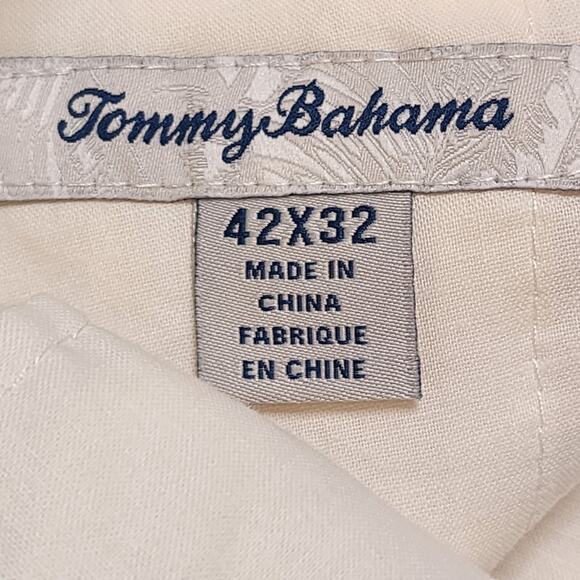 Tommy Bahama
42X32
MADE IN
CHINA
FABRIQUE
EN CHINE